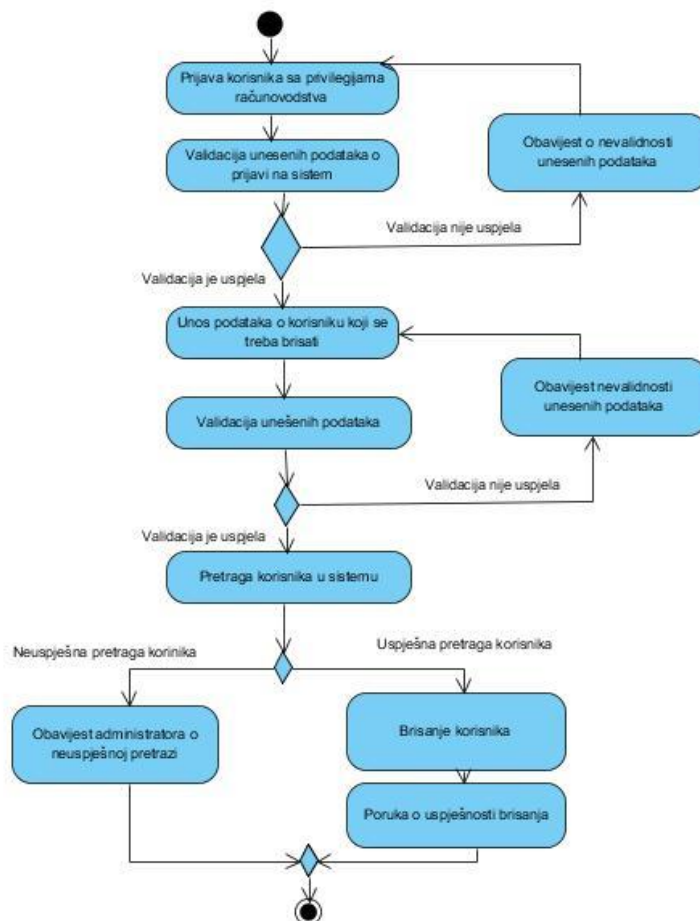 Prijava korisnika sa privilegijama
računovodstva
Obavijest o nevalidnosti
unesenih podataka
Validacija unesenih podataka o
prijavi na sistem
Validacija nije uspjela
Validacija je uspjela
Unos podataka o korisniku koji se
treba brisati
Obavijest nevalidnosti
unesenih podataka
Validacija unešenih podataka
Validacija nije uspjela
Validacija je uspjela
Pretraga korisnika u sistemu
Neuspješna pretraga korinika
Uspješna pretraga korisnika
Obavijest administratora o
neuspješnoj pretrazi
Brisanje korisnika
Poruka o uspješnosti brisanja